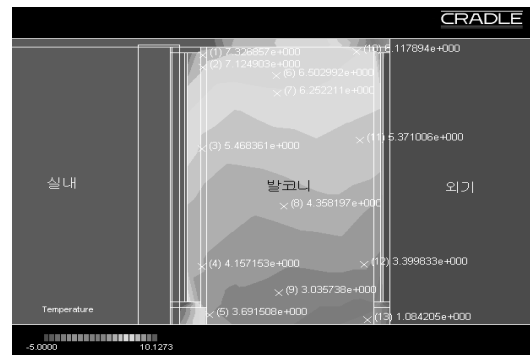 CRADLE
(1) 7.326857e+000
(10) 6.117894e+000
(2) 7.124903e+000
(6) 6.502992e+000
(7) 6.252211e+000
(11) 5.371006e+000
(3) 5.468361e+000
실내
발코니
외기
(8) 4.358197e+000
(4) 4.157153e+000
(12) 3.399833e+000
(9) 3.035738e+000
(5) 3.691508e+000
(13) 1.084205e+000
Temperature
-5.0000 10.1273